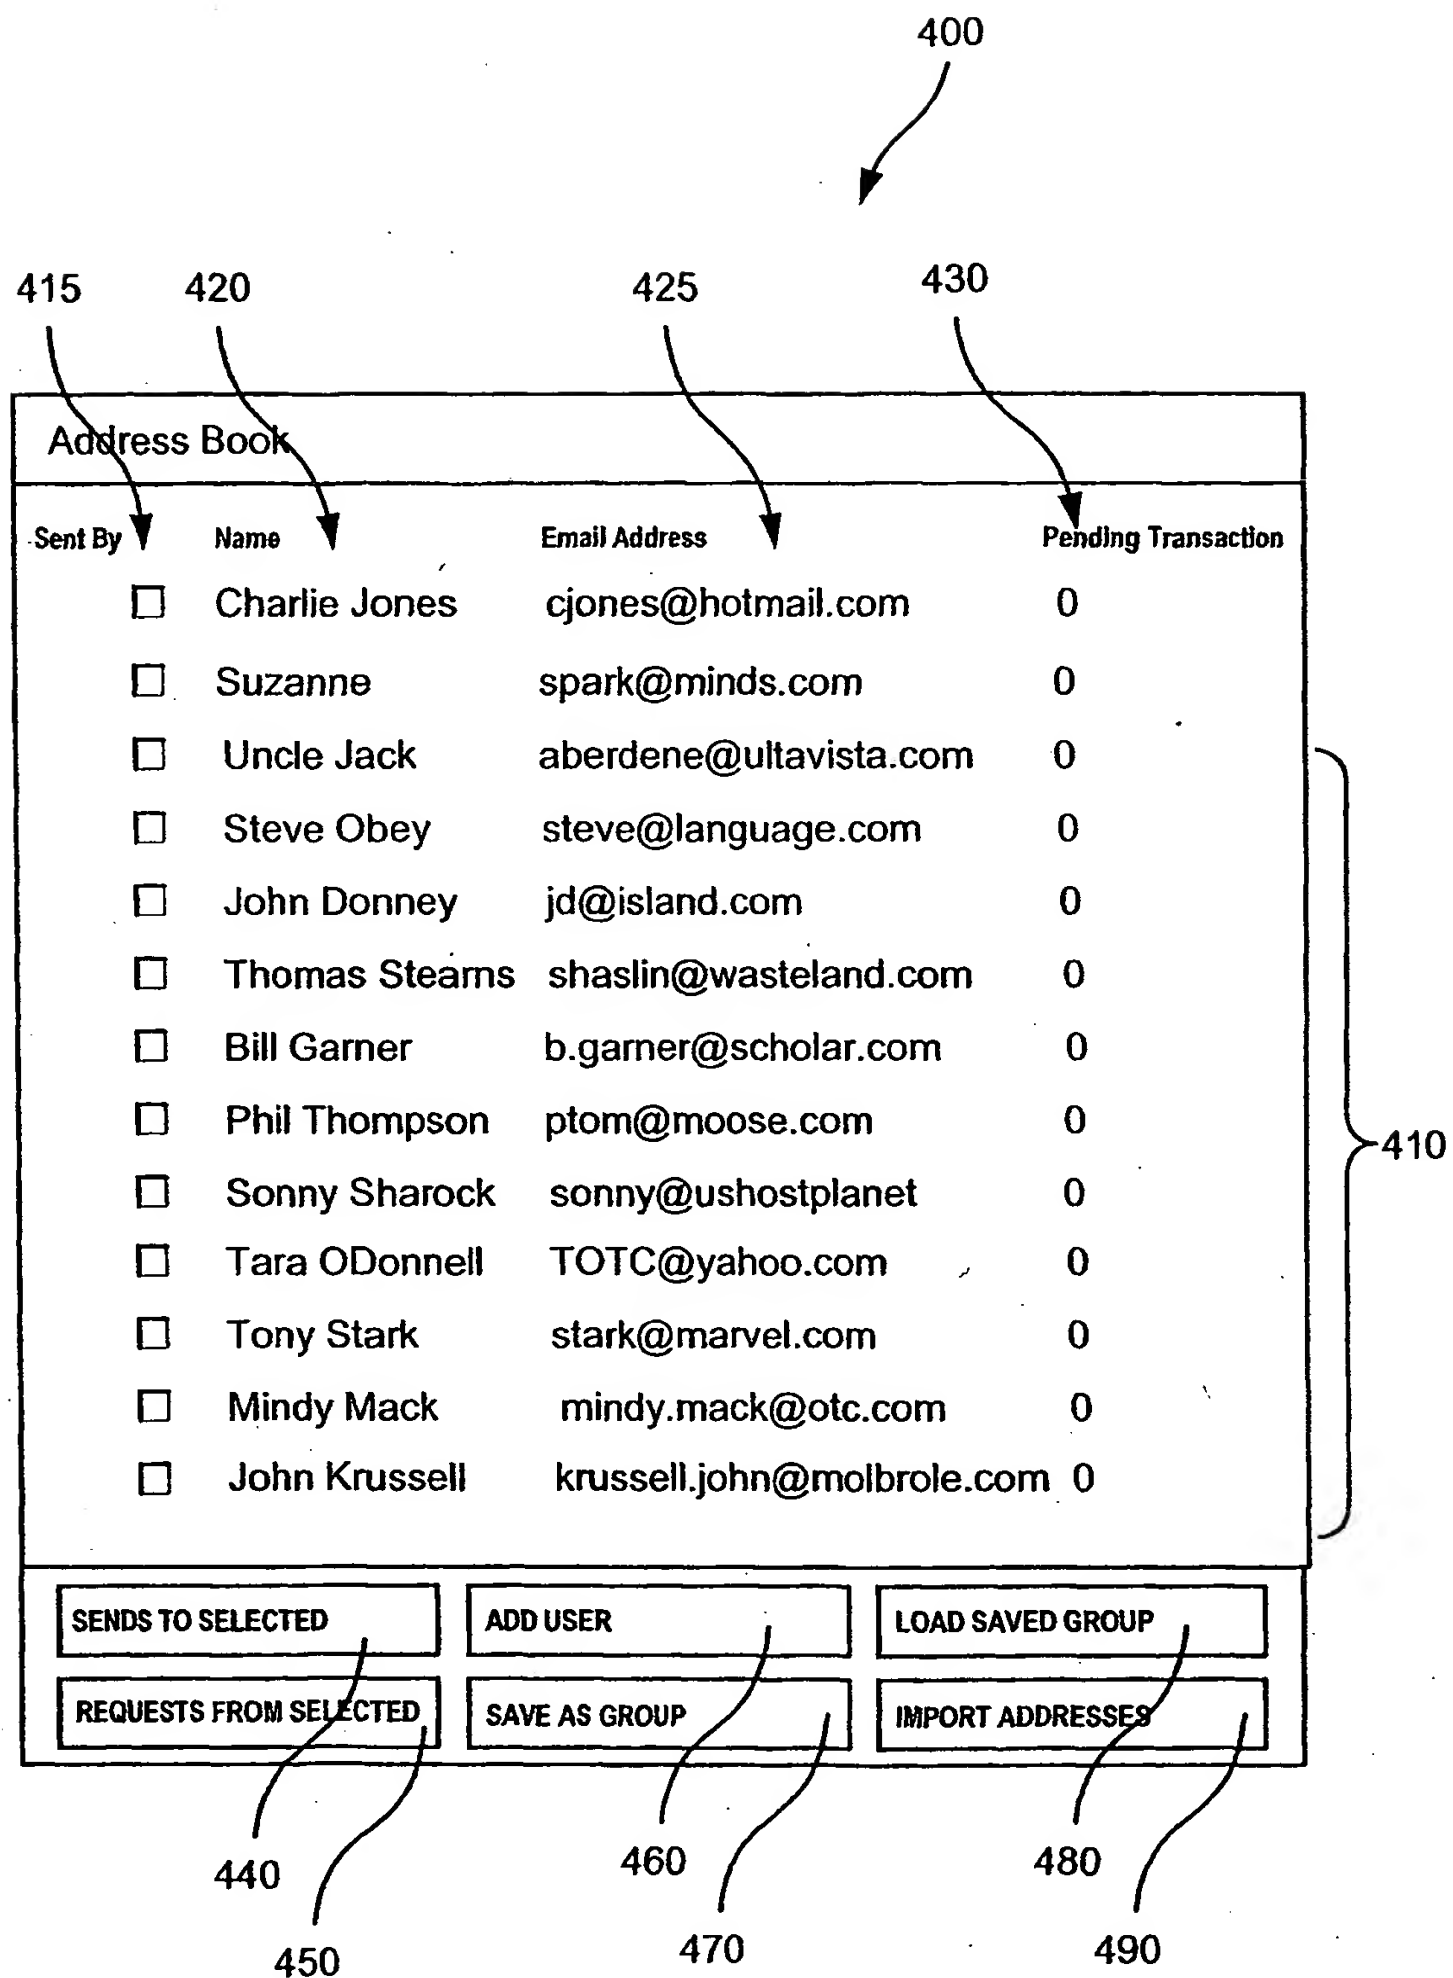 400
415 420 425 430
Address Book
Sent By Name Email Address Pending Transaction
Charlie Jones cjones@hotmail.com 0
Suzanne spark@minds.com 0
Uncle Jack aberdene@ultavista.com 0
Steve Obey steve@language.com 0
John Donney jd@island.com 0
Thomas Stearns shaslin@wasteland.com 0
Bill Garner b.garner@scholar.com 0
Phil Thompson ptom@moose.com 0
410
Sonny Sharock sonny@ushostplanet 0
Tara ODonnell TOTC@yahoo.com 0
Tony Stark stark@marvel.com 0
Mindy Mack mindy.mack@otc.com 0
John Krussell krussell.john@molbrole.com 0
SENDS TO SELECTED ADD USER LOAD SAVED GROUP
REQUESTS FROM SELECTED SAVE AS GROUP IMPORT ADDRESSES
440 460 480
450 470 490